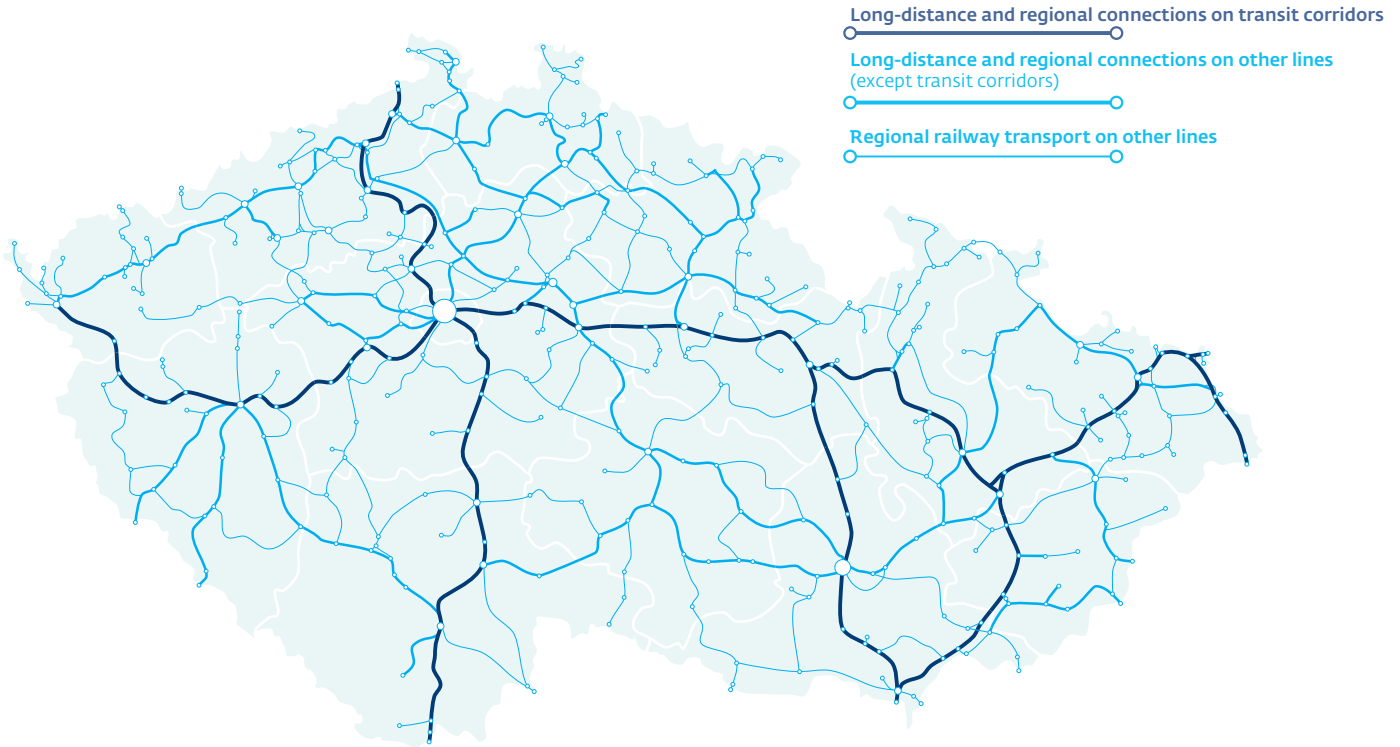 Long-distance and regional connections on transit corridors
Long-distance and regional connections on other lines
(except transit corridors)
Regional railway transport on other lines